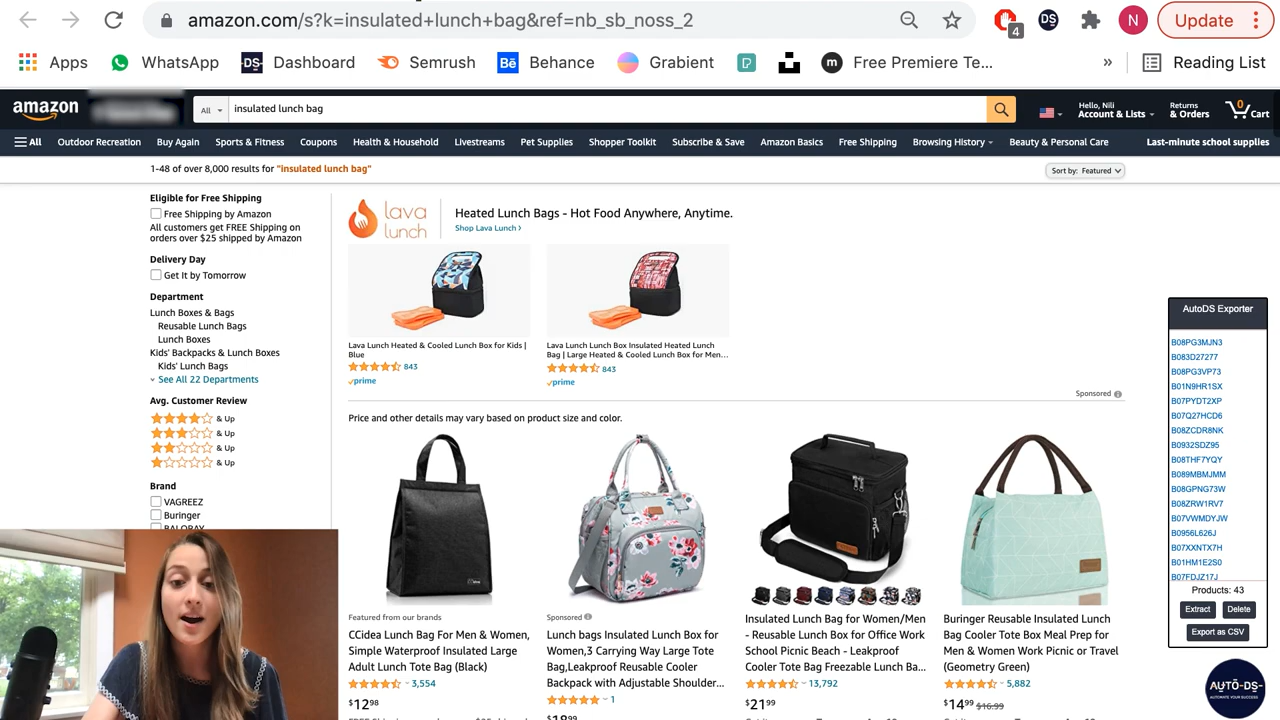 amazon.com/s?k=insulated+lunch+bag&ref=nb_sb_noss_2
4
DS
N
Update
Apps
WhatsApp
DS
Dashboard
Semrush
Bē
Behance
Grabient
m
Free Premiere Te...
»
Reading List
amazon
All
insulated lunch bag
Hello, Nili
Account & Lists
Returns
& Orders
0
Cart
All
Outdoor Recreation
Buy Again
Sports & Fitness
Coupons
Health & Household
Livestreams
Pet Supplies
Shopper Toolkit
Subscribe & Save
Amazon Basics
Free Shipping
Browsing History
Beauty & Personal Care
Last-minute school supplies
1-48 of over 8,000 results for "insulated lunch bag"
Sort by: Featured
Eligible for Free Shipping
Free Shipping by Amazon
All customers get FREE Shipping on
orders over $25 shipped by Amazon
Delivery Day
Get It by Tomorrow
Department
Lunch Boxes & Bags
Reusable Lunch Bags
Lunch Boxes
Kids' Backpacks & Lunch Boxes
Kids' Lunch Bags
See All 22 Departments
Avg. Customer Review
& Up
& Up
& Up
& Up
Brand
VAGREEZ
Buringer
BALORAY
lava
lunch
Heated Lunch Bags - Hot Food Anywhere, Anytime.
Shop Lava Lunch ›
Lava Lunch Heated & Cooled Lunch Box for Kids |
Blue
843
prime
Lava Lunch Lunch Box Insulated Heated Lunch
Bag | Large Heated & Cooled Lunch Box for Men...
843
prime
Sponsored
Price and other details may vary based on product size and color.
Featured from our brands
CCidea Lunch Bag For Men & Women,
Simple Waterproof Insulated Large
Adult Lunch Tote Bag (Black)
3,554
$12.98
Sponsored
Lunch bags Insulated Lunch Box for
Women,3 Carrying Way Large Tote
Bag,Leakproof Reusable Cooler
Backpack with Adjustable Shoulder...
1
Insulated Lunch Bag for Women/Men
- Reusable Lunch Box for Office Work
School Picnic Beach - Leakproof
Cooler Tote Bag Freezable Lunch Ba...
13,792
$21.99
Buringer Reusable Insulated Lunch
Bag Cooler Tote Box Meal Prep for
Men & Women Work Picnic or Travel
(Geometry Green)
5,882
$14.99 $16.99
AutoDS Exporter
B08PG3MJN3
B083D27277
B08PG3VP73
B01N9HR1SX
B07PYDT2XP
B07Q27HCD6
B08ZCDR8NK
B0932SDZ95
B08THF7YQY
B089MBMJMM
B08GPNG73W
B08ZRW1RV7
B07VWMDYJW
B0956L626J
B07XXNTX7H
B01HM1E2S0
B07FDJZ17J
Products: 43
Extract
Delete
Export as CSV
AUTO-DS-
AUTOMATE YOUR SUCCESS